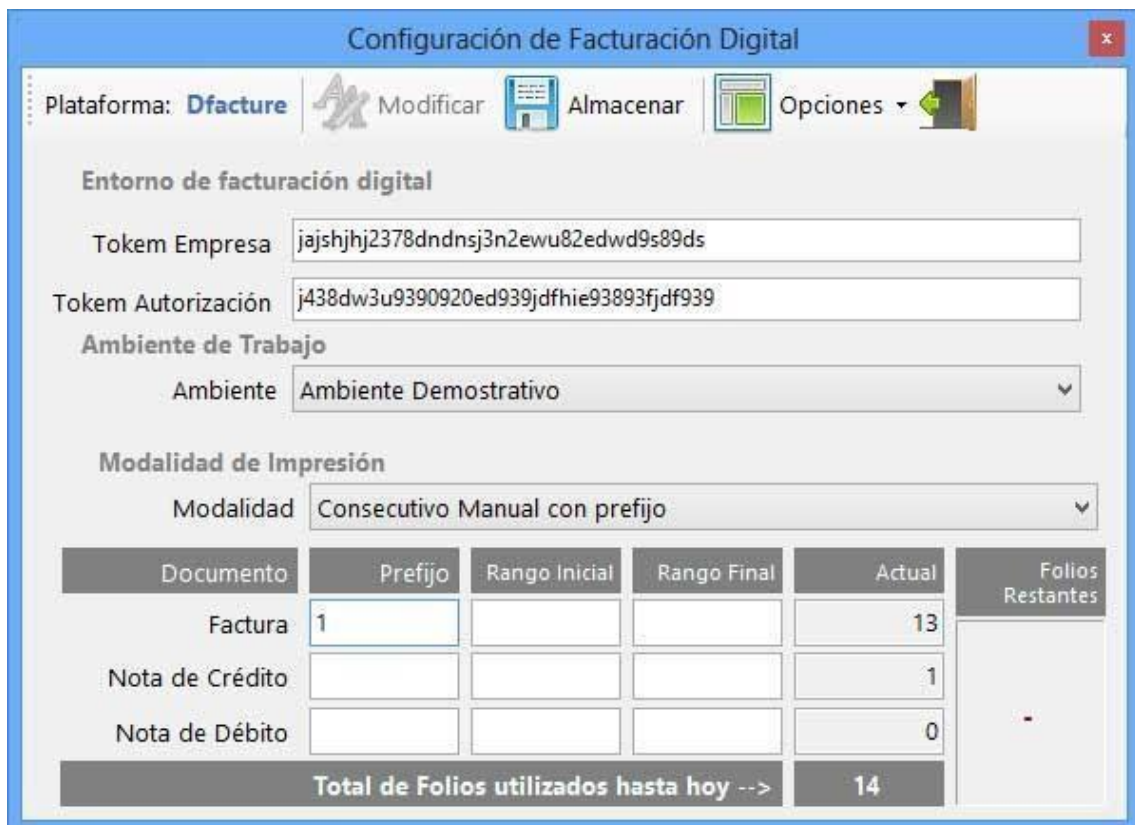 Configuración de Facturación Digital
x
Plataforma: Dfacture Modificar Almacenar Opciones
Entorno de facturación digital
Tokem Empresa jajshjhj2378dndnsj3n2ewu82edwd9s89ds
Tokem Autorización j438dw3u9390920ed939jdfhie93893fjdf939
Ambiente de Trabajo
Ambiente Ambiente Demostrativo
Modalidad de Impresión
Modalidad Consecutivo Manual con prefijo
Documento Prefijo Rango Inicial Rango Final Actual Folios
Restantes
Factura 1 13
Nota de Crédito 1
Nota de Débito 0
-
Total de Folios utilizados hasta hoy --> 14